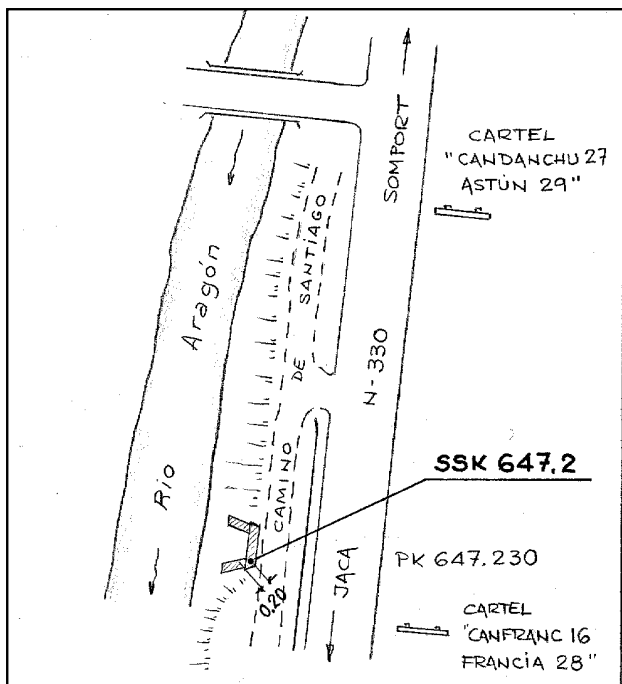 SOMPORT
CARTEL
"CANDANCHU 27
ASTÚN 29"
Río Aragón
CAMINO DE SANTIAGO
N-330
SSK 647.2
PK 647.230
0.20
JACA
CARTEL
"CANFRANC 16
FRANCIA 28"